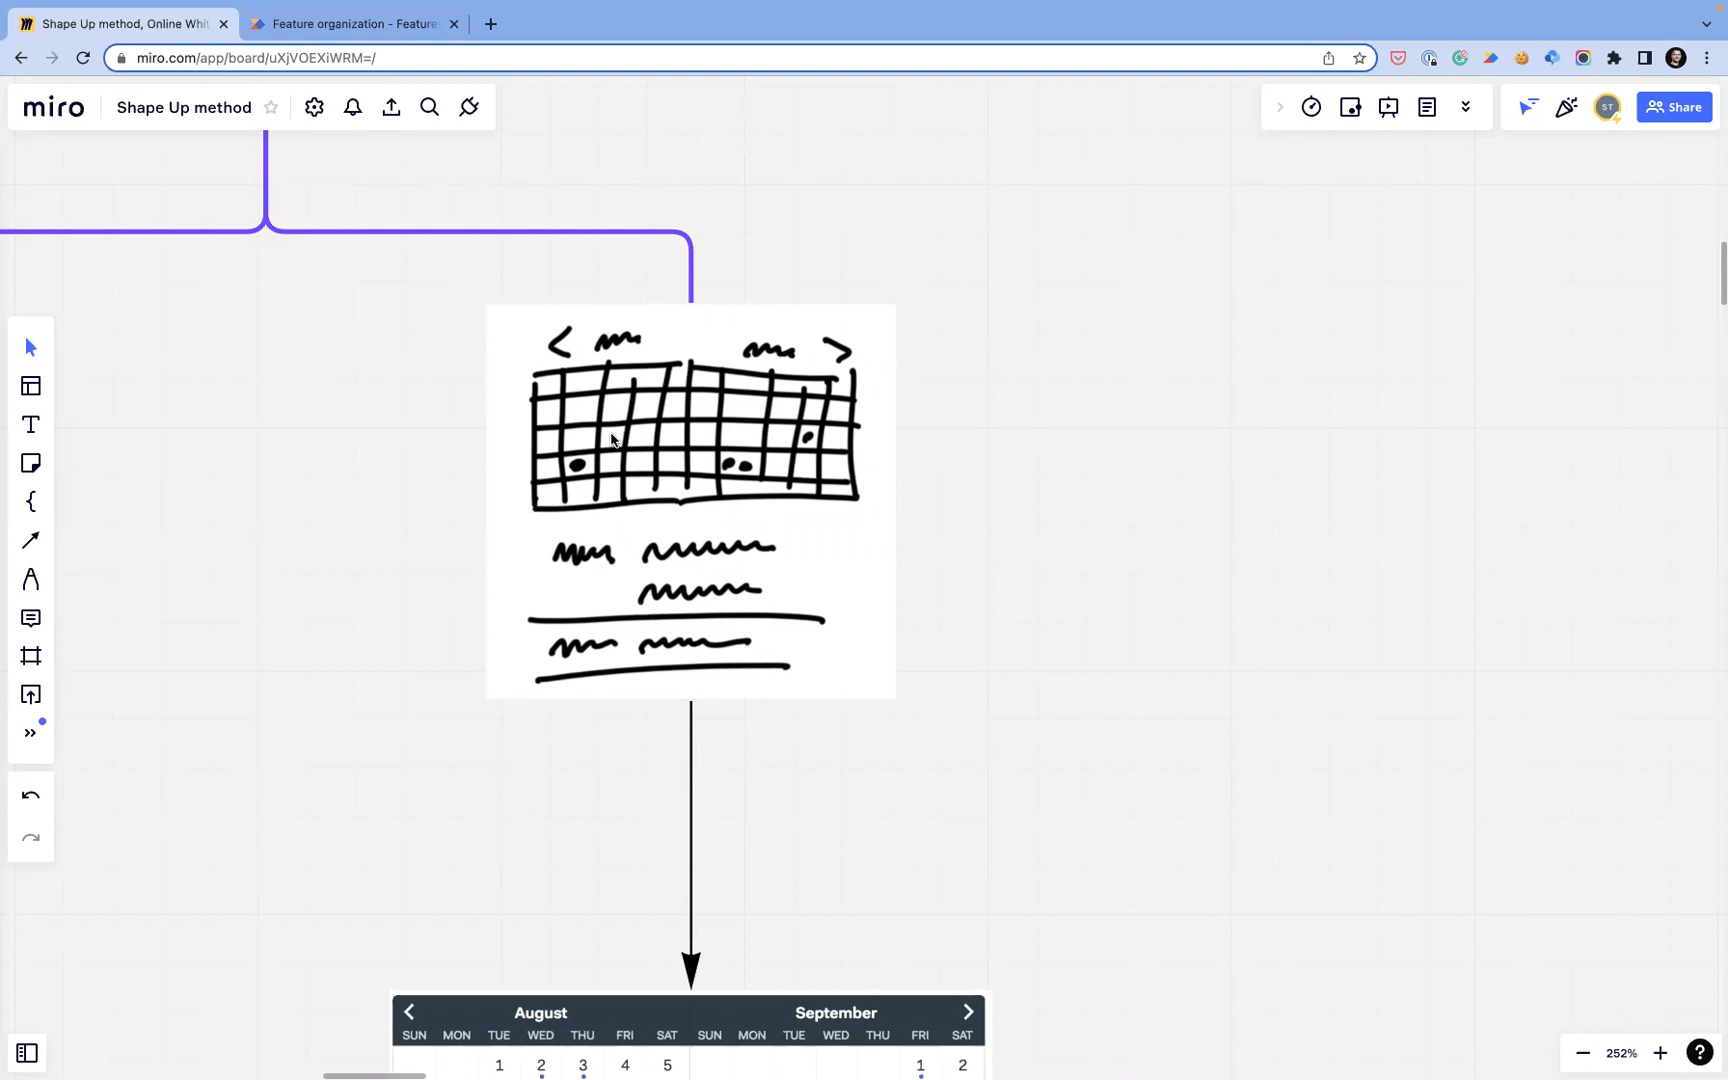 Shape Up method, Online Whit
Feature organization - Features
miro.com/app/board/uXjVOEXiWRM=/
miro
Shape Up method
ST
Share
August
September
SUN MON TUE WED THU FRI SAT SUN MON TUE WED THU FRI SAT
1 2 3 4 5 1 2
252%